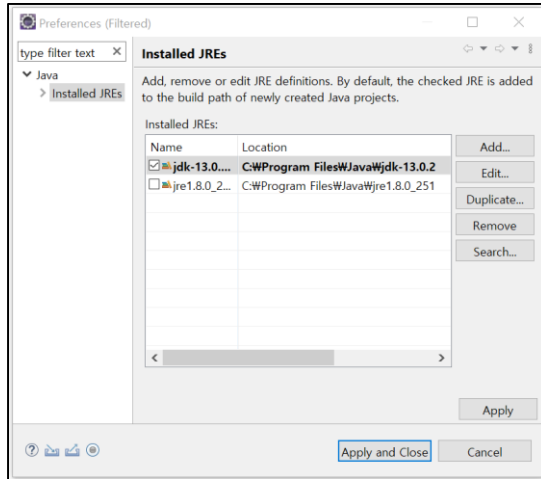 Preferences (Filtered)
type filter text
Java
Installed JREs
Installed JREs
Add, remove or edit JRE definitions. By default, the checked JRE is added
to the build path of newly created Java projects.
Installed JREs:
Name Location
jdk-13.0.... C:₩Program Files₩Java₩jdk-13.0.2
jre1.8.0_2... C:₩Program Files₩Java₩jre1.8.0_251
Add...
Edit...
Duplicate...
Remove
Search...
Apply
Apply and Close
Cancel